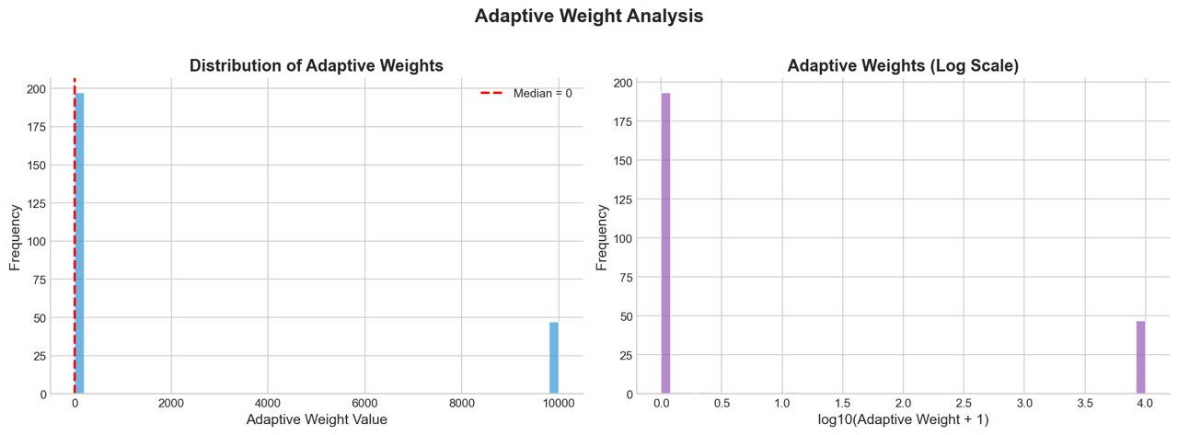 Adaptive Weight Analysis
Distribution of Adaptive Weights
Median = 0
200
175
150
125
100
75
50
25
0
Frequency
0 2000 4000 6000 8000 10000
Adaptive Weight Value
Adaptive Weights (Log Scale)
200
175
150
125
100
75
50
25
0
Frequency
0.0 0.5 1.0 1.5 2.0 2.5 3.0 3.5 4.0
log10(Adaptive Weight + 1)